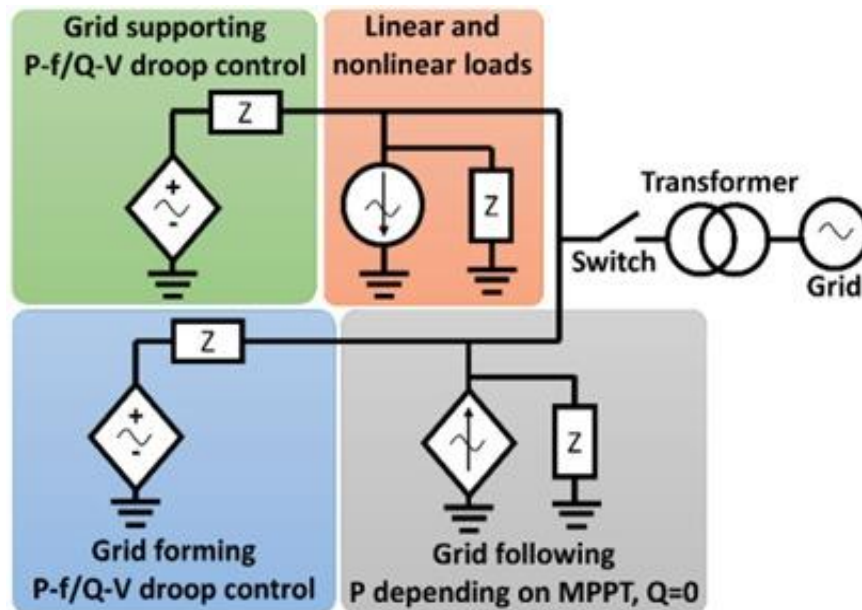 Grid supporting
P-f/Q-V droop control
Linear and
nonlinear loads
Z
+
-
Z
Transformer
Switch
Grid
Z
+
-
Z
Grid forming
P-f/Q-V droop control
Grid following
P depending on MPPT, Q=0